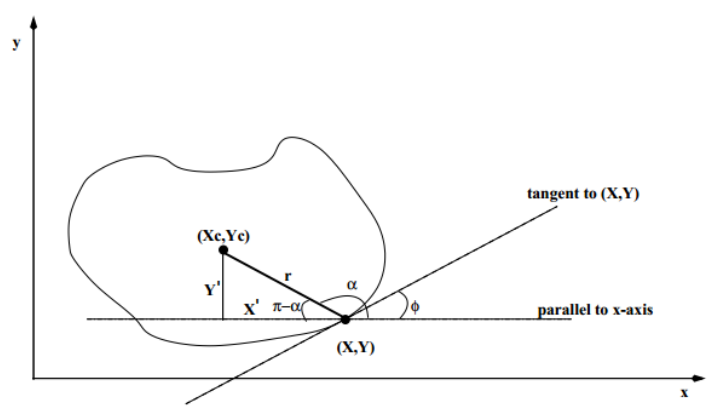 y
tangent to (X,Y)
(Xc,Yc)
r
α
Y'
X'
π−α
ϕ
parallel to x-axis
(X,Y)
x